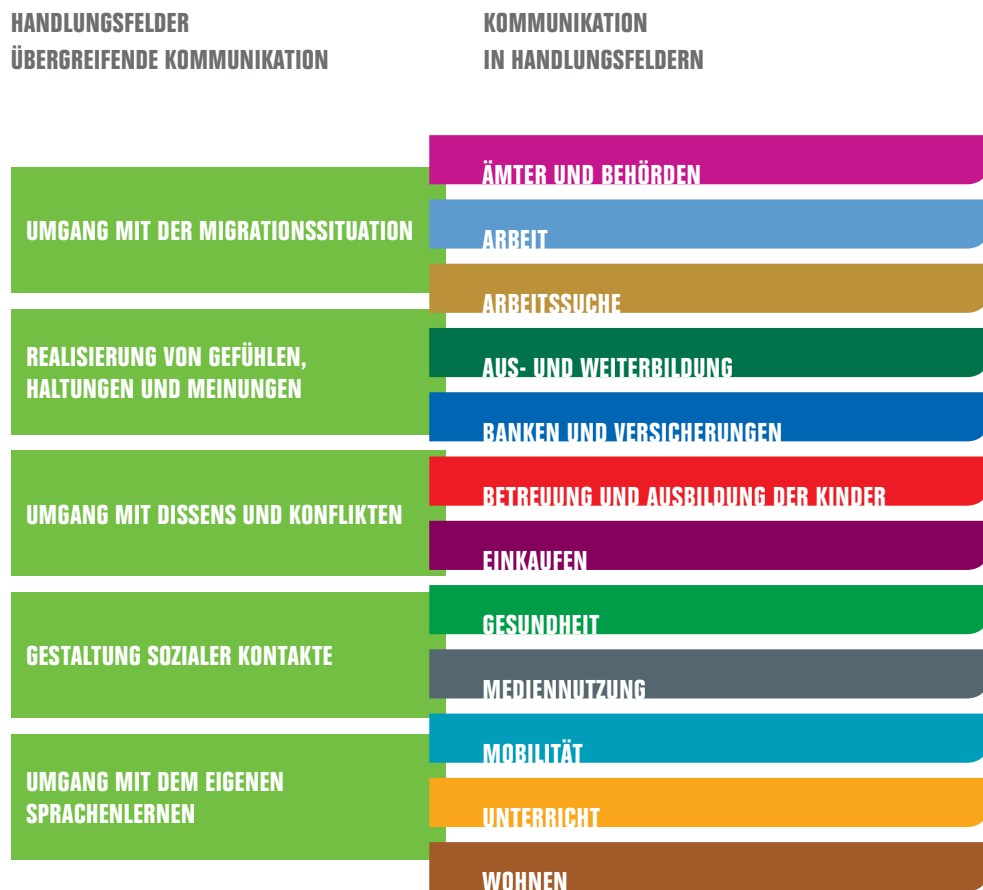 HANDLUNGSFELDER
ÜBERGREIFENDE KOMMUNIKATION
UMGANG MIT DER MIGRATIONSSITUATION
REALISIERUNG VON GEFÜHLEN,
HALTUNGEN UND MEINUNGEN
UMGANG MIT DISSENS UND KONFLIKTEN
GESTALTUNG SOZIALER KONTAKTE
UMGANG MIT DEM EIGENEN
SPRACHENLERNEN
KOMMUNIKATION
IN HANDLUNGSFELDERN
ÄMTER UND BEHÖRDEN
ARBEIT
ARBEITSSUCHE
AUS- UND WEITERBILDUNG
BANKEN UND VERSICHERUNGEN
BETREUUNG UND AUSBILDUNG DER KINDER
EINKAUFEN
GESUNDHEIT
MEDIENNUTZUNG
MOBILITÄT
UNTERRICHT
WOHNEN